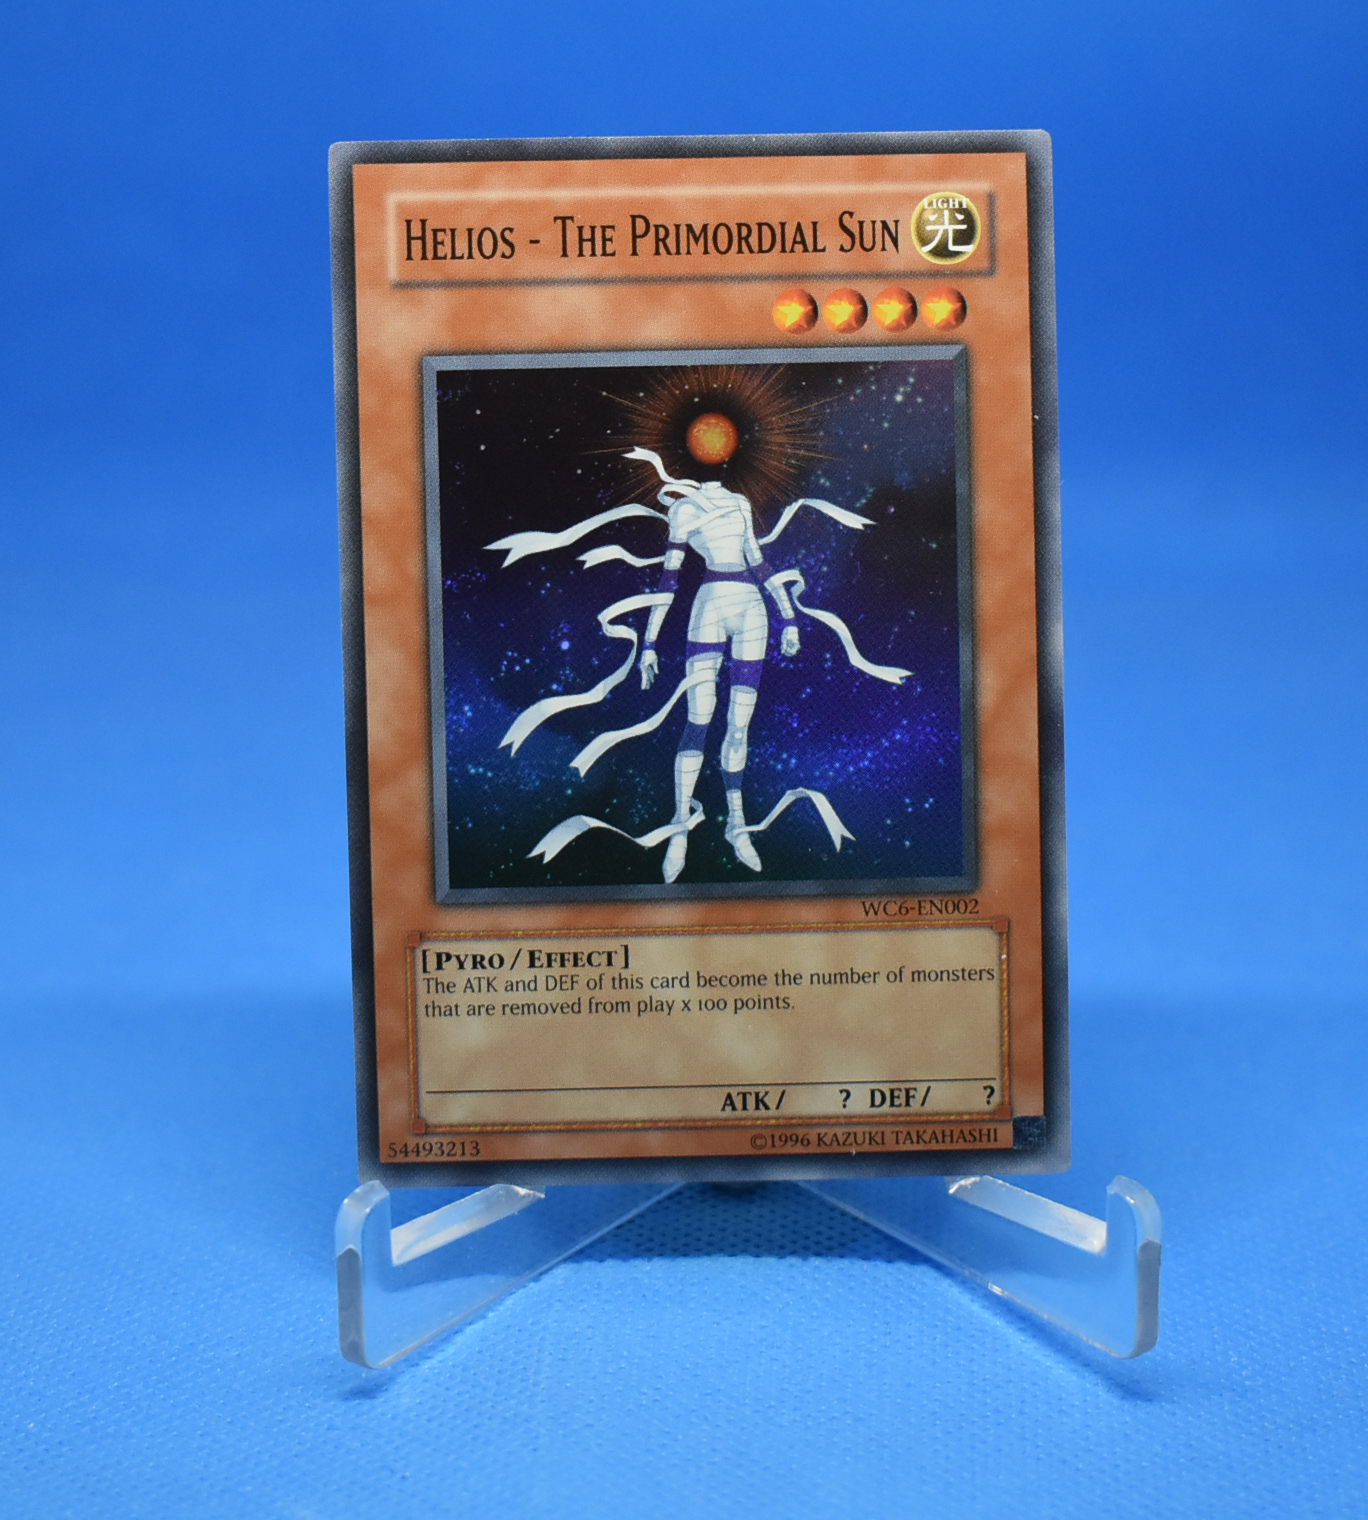 HELIOS - THE PRIMORDIAL SUN
LIGHT
光
WC6-EN002
[PYRO / EFFECT]
The ATK and DEF of this card become the number of monsters
that are removed from play x 100 points.
ATK/ ? DEF/ ?
54493213
©1996 KAZUKI TAKAHASHI